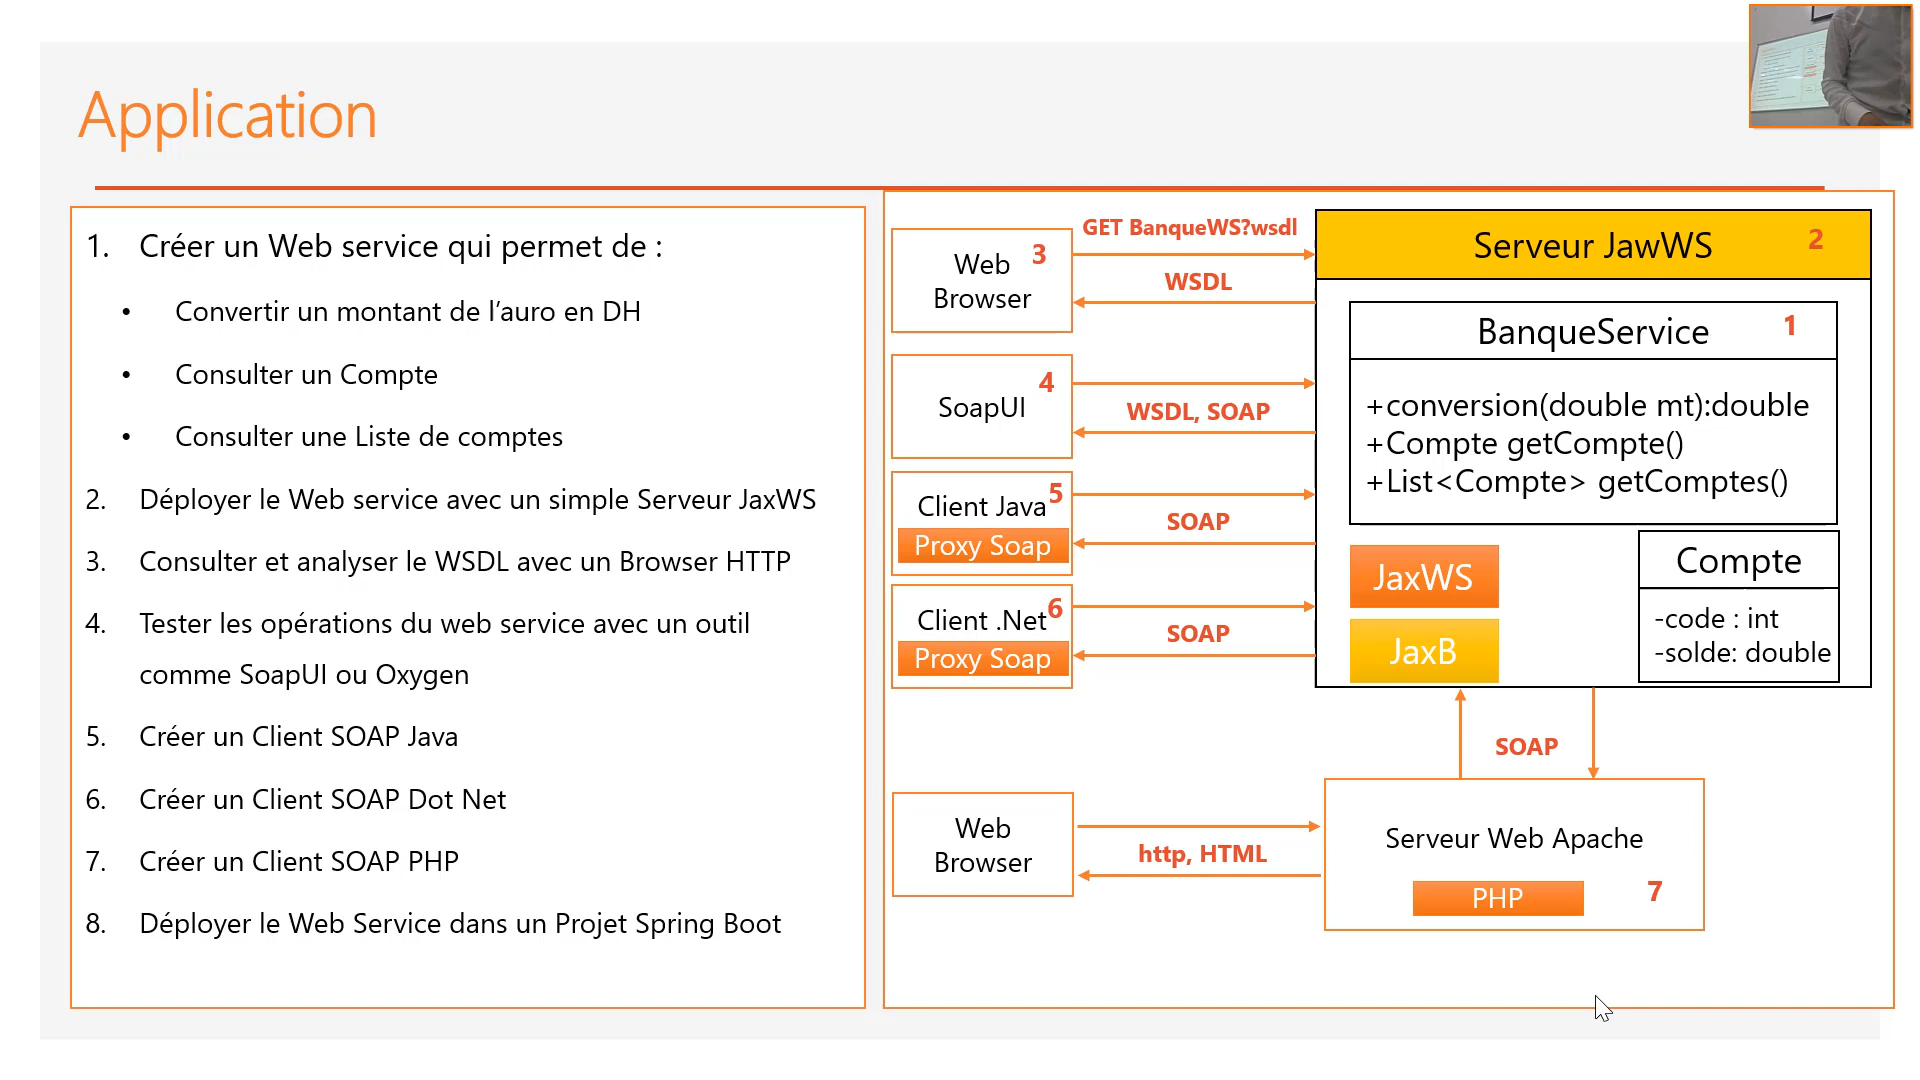 Application
1. Créer un Web service qui permet de :
• Convertir un montant de l’auro en DH
• Consulter un Compte
• Consulter une Liste de comptes
2. Déployer le Web service avec un simple Serveur JaxWS
3. Consulter et analyser le WSDL avec un Browser HTTP
4. Tester les opérations du web service avec un outil
comme SoapUI ou Oxygen
5. Créer un Client SOAP Java
6. Créer un Client SOAP Dot Net
7. Créer un Client SOAP PHP
8. Déployer le Web Service dans un Projet Spring Boot
Web 3
Browser
GET BanqueWS?wsdl
WSDL
SoapUI 4
WSDL, SOAP
Client Java 5
Proxy Soap
SOAP
Client .Net 6
Proxy Soap
SOAP
Serveur JawWS 2
BanqueService 1
+conversion(double mt):double
+Compte getCompte()
+List<Compte> getComptes()
JaxWS
JaxB
Compte
-code : int
-solde: double
SOAP
Web
Browser
http, HTML
Serveur Web Apache
PHP 7